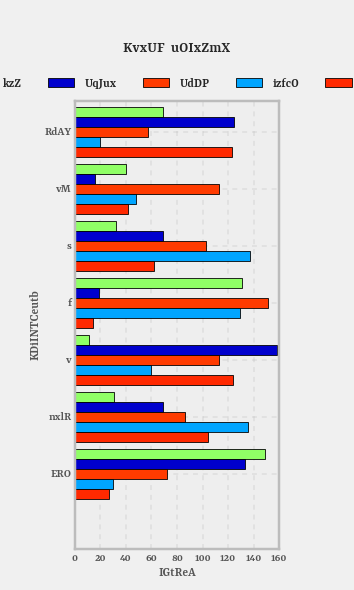 KvxUF uOIxZmX
kzZ UqJux UdDP izfcO
RdAY
vM
s
f
v
nxlR
ERO
KDiINTCeutb
0 20 40 60 80 100 120 140 160
IGtReA